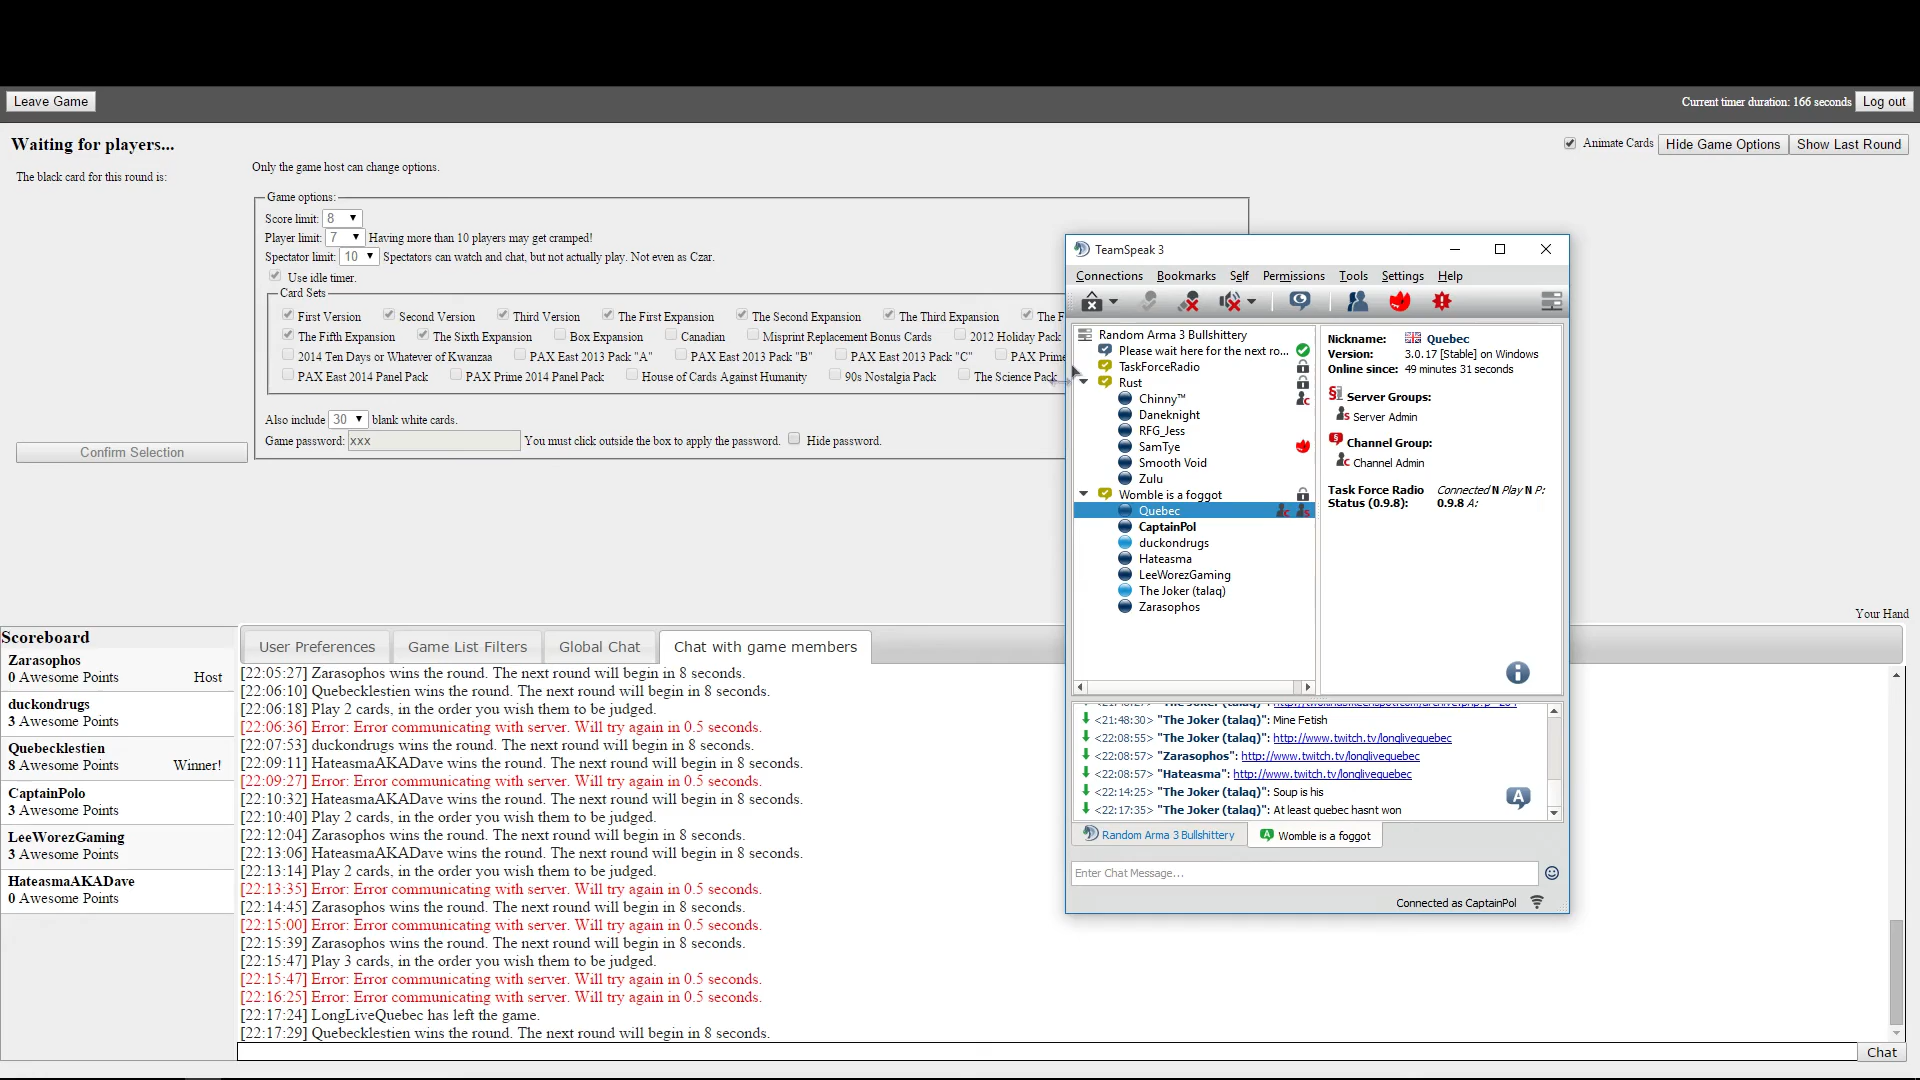 Leave Game
Current timer duration: 166 seconds
Log out
Waiting for players...
Animate Cards
Hide Game Options
Show Last Round
The black card for this round is:
Only the game host can change options.
Game options:
Score limit: 8
Player limit: 7 Having more than 10 players may get cramped!
Spectator limit: 10 Spectators can watch and chat, but not actually play. Not even as Czar.
Use idle timer.
Card Sets
First Version Second Version Third Version The First Expansion The Second Expansion The Third Expansion The F
The Fifth Expansion The Sixth Expansion Box Expansion Canadian Misprint Replacement Bonus Cards 2012 Holiday Pack
2014 Ten Days or Whatever of Kwanzaa PAX East 2013 Pack "A" PAX East 2013 Pack "B" PAX East 2013 Pack "C" PAX Prime
PAX East 2014 Panel Pack PAX Prime 2014 Panel Pack House of Cards Against Humanity 90s Nostalgia Pack The Science Pack
Also include 30 blank white cards.
Game password: xxx You must click outside the box to apply the password. Hide password.
Confirm Selection
Your Hand
Scoreboard
Zarasophos
0 Awesome Points Host
duckondrugs
3 Awesome Points
Quebecklestien
8 Awesome Points Winner!
CaptainPolo
3 Awesome Points
LeeWorezGaming
3 Awesome Points
HateasmaAKADave
0 Awesome Points
User Preferences
Game List Filters
Global Chat
Chat with game members
[22:05:27] Zarasophos wins the round. The next round will begin in 8 seconds.
[22:06:10] Quebecklestien wins the round. The next round will begin in 8 seconds.
[22:06:18] Play 2 cards, in the order you wish them to be judged.
[22:06:36] Error: Error communicating with server. Will try again in 0.5 seconds.
[22:07:53] duckondrugs wins the round. The next round will begin in 8 seconds.
[22:09:11] HateasmaAKADave wins the round. The next round will begin in 8 seconds.
[22:09:27] Error: Error communicating with server. Will try again in 0.5 seconds.
[22:10:32] HateasmaAKADave wins the round. The next round will begin in 8 seconds.
[22:10:40] Play 2 cards, in the order you wish them to be judged.
[22:12:04] Zarasophos wins the round. The next round will begin in 8 seconds.
[22:13:06] HateasmaAKADave wins the round. The next round will begin in 8 seconds.
[22:13:14] Play 2 cards, in the order you wish them to be judged.
[22:13:35] Error: Error communicating with server. Will try again in 0.5 seconds.
[22:14:45] Zarasophos wins the round. The next round will begin in 8 seconds.
[22:15:00] Error: Error communicating with server. Will try again in 0.5 seconds.
[22:15:39] Zarasophos wins the round. The next round will begin in 8 seconds.
[22:15:47] Play 3 cards, in the order you wish them to be judged.
[22:15:47] Error: Error communicating with server. Will try again in 0.5 seconds.
[22:16:25] Error: Error communicating with server. Will try again in 0.5 seconds.
[22:17:24] LongLiveQuebec has left the game.
[22:17:29] Quebecklestien wins the round. The next round will begin in 8 seconds.
Chat
TeamSpeak 3
Connections Bookmarks Self Permissions Tools Settings Help
Random Arma 3 Bullshittery
Please wait here for the next ro...
TaskForceRadio
Rust
Chinny™
Daneknight
RFG_Jess
SamTye
Smooth Void
Zulu
Womble is a foggot
Quebec
CaptainPol
duckondrugs
Hateasma
LeeWorezGaming
The Joker (talaq)
Zarasophos
Nickname: Quebec
Version: 3.0.17 [Stable] on Windows
Online since: 49 minutes 31 seconds
Server Groups:
Server Admin
Channel Group:
Channel Admin
Task Force Radio Connected N Play N P:
Status (0.9.8): 0.9.8 A:
<21:48:30> "The Joker (talaq)": Mine Fetish
<22:08:55> "The Joker (talaq)": http://www.twitch.tv/longlivequebec
<22:08:57> "Zarasophos": http://www.twitch.tv/longlivequebec
<22:08:57> "Hateasma": http://www.twitch.tv/longlivequebec
<22:14:25> "The Joker (talaq)": Soup is his
<22:17:35> "The Joker (talaq)": At least quebec hasnt won
Random Arma 3 Bullshittery
Womble is a foggot
Enter Chat Message...
Connected as CaptainPol